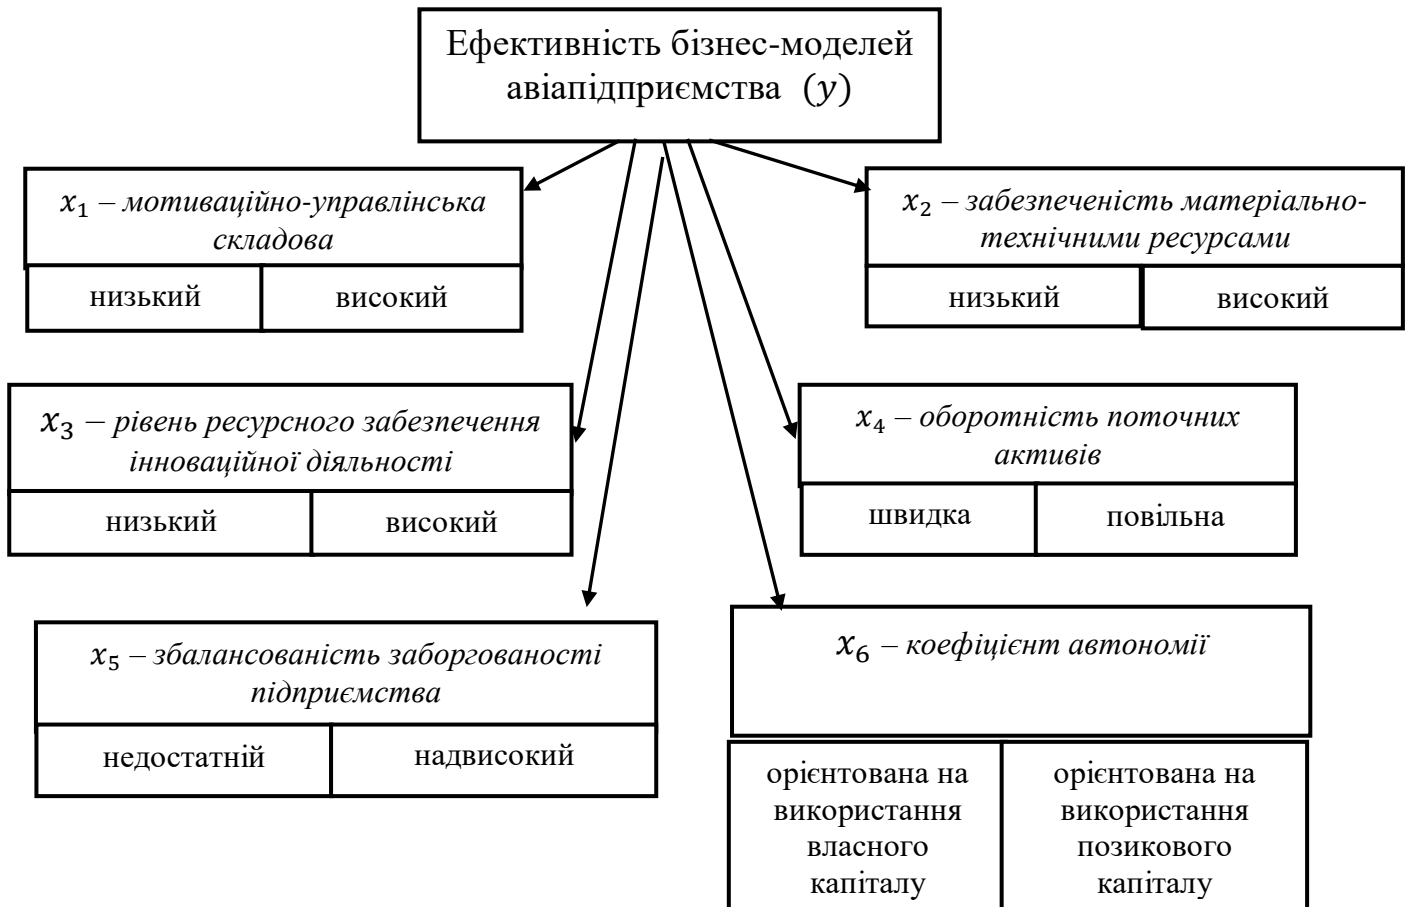 Ефективність бізнес-моделей
авіапідприємства (y)
x₁ – мотиваційно-управлінська
складова
низький високий
x₂ – забезпеченість матеріально-
технічними ресурсами
низький високий
x₃ – рівень ресурсного забезпечення
інноваційної діяльності
низький високий
x₄ – оборотність поточних
активів
швидка повільна
x₅ – збалансованість заборгованості
підприємства
недостатній надвисокий
x₆ – коефіцієнт автономії
орієнтована на
використання
власного
капіталу
орієнтована на
використання
позикового
капіталу